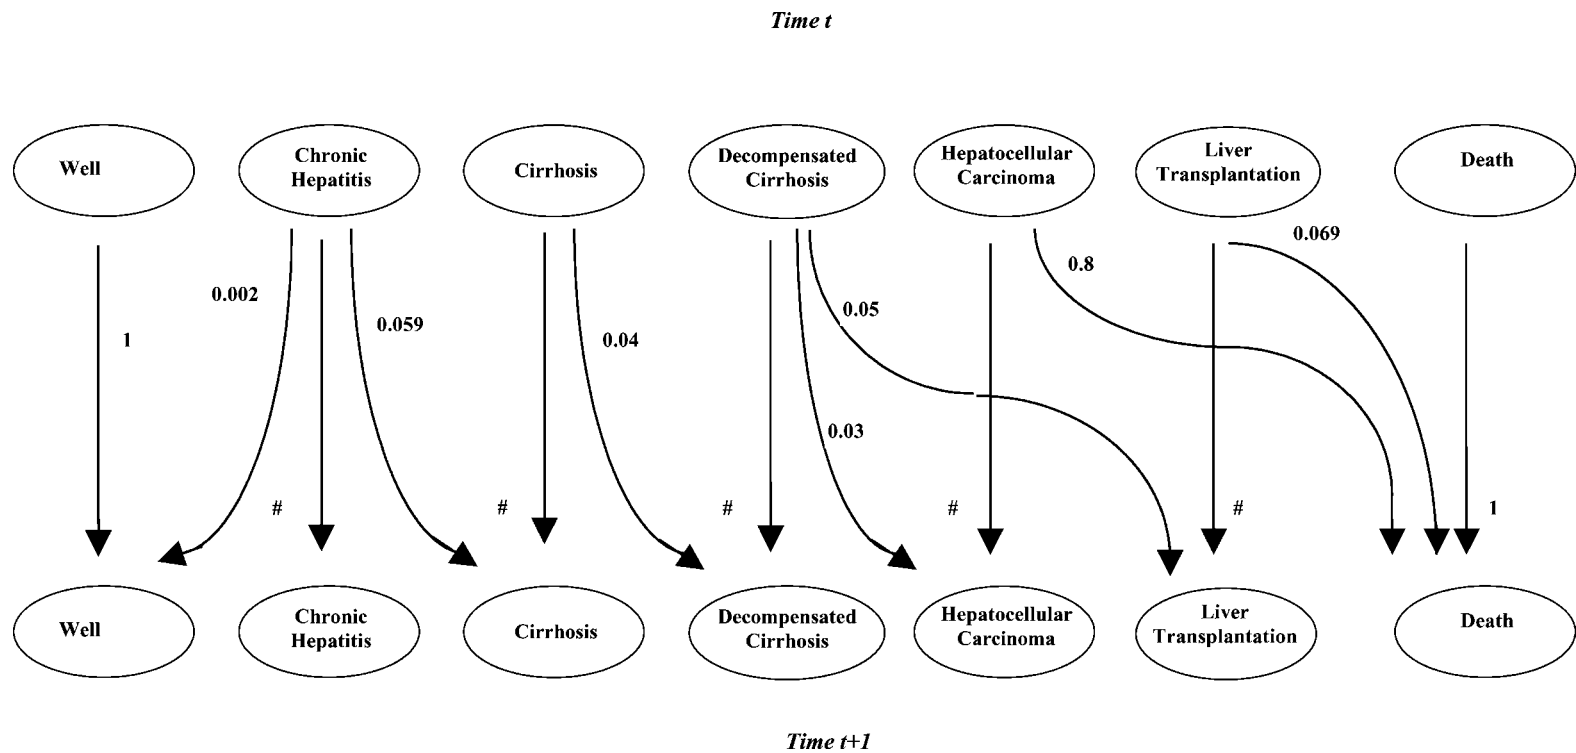 Time t
Well
Chronic
Hepatitis
Cirrhosis
Decompensated
Cirrhosis
Hepatocellular
Carcinoma
Liver
Transplantation
Death
0.002
1
0.059
0.04
0.05
0.03
0.8
0.069
#
#
#
#
#
1
Well
Chronic
Hepatitis
Cirrhosis
Decompensated
Cirrhosis
Hepatocellular
Carcinoma
Liver
Transplantation
Death
Time t+1